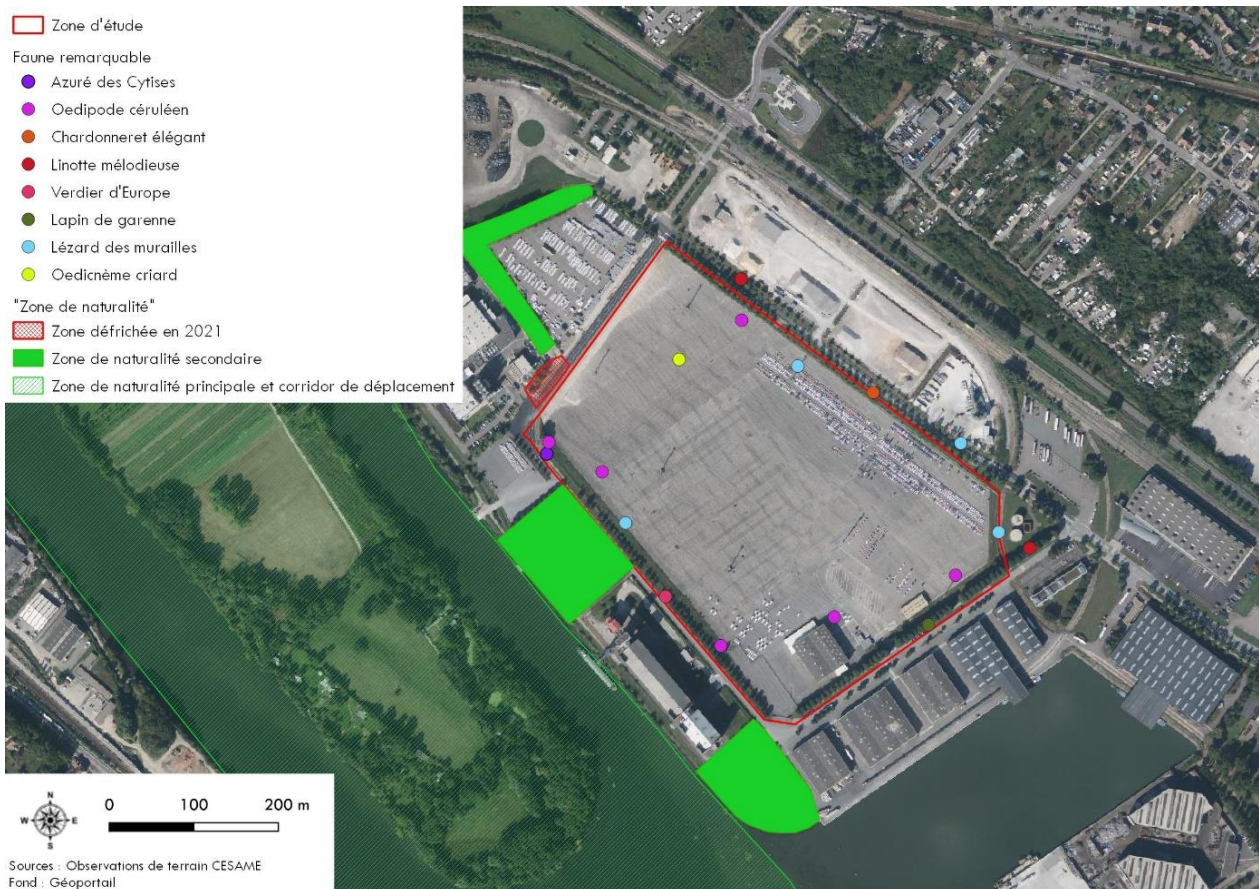 Zone d'étude
Faune remarquable
Azuré des Cytises
Oedipode céruléen
Chardonneret élégant
Linotte mélodieuse
Verdier d'Europe
Lapin de garenne
Lézard des murailles
Oedicnème criard
"Zone de naturalité"
Zone défrichée en 2021
Zone de naturalité secondaire
Zone de naturalité principale et corridor de déplacement
N
W E
S
0 100 200 m
Sources : Observations de terrain CESAME
Fond : Géoportail